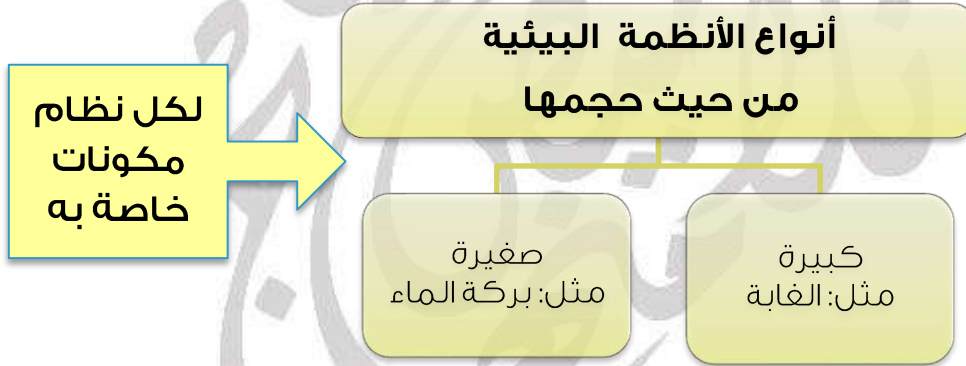 أنواع الأنظمة البيئية
من حيث حجمها
لكل نظام
مكونات
خاصة به
كبيرة
مثل: الغابة
صغيرة
مثل: بركة الماء